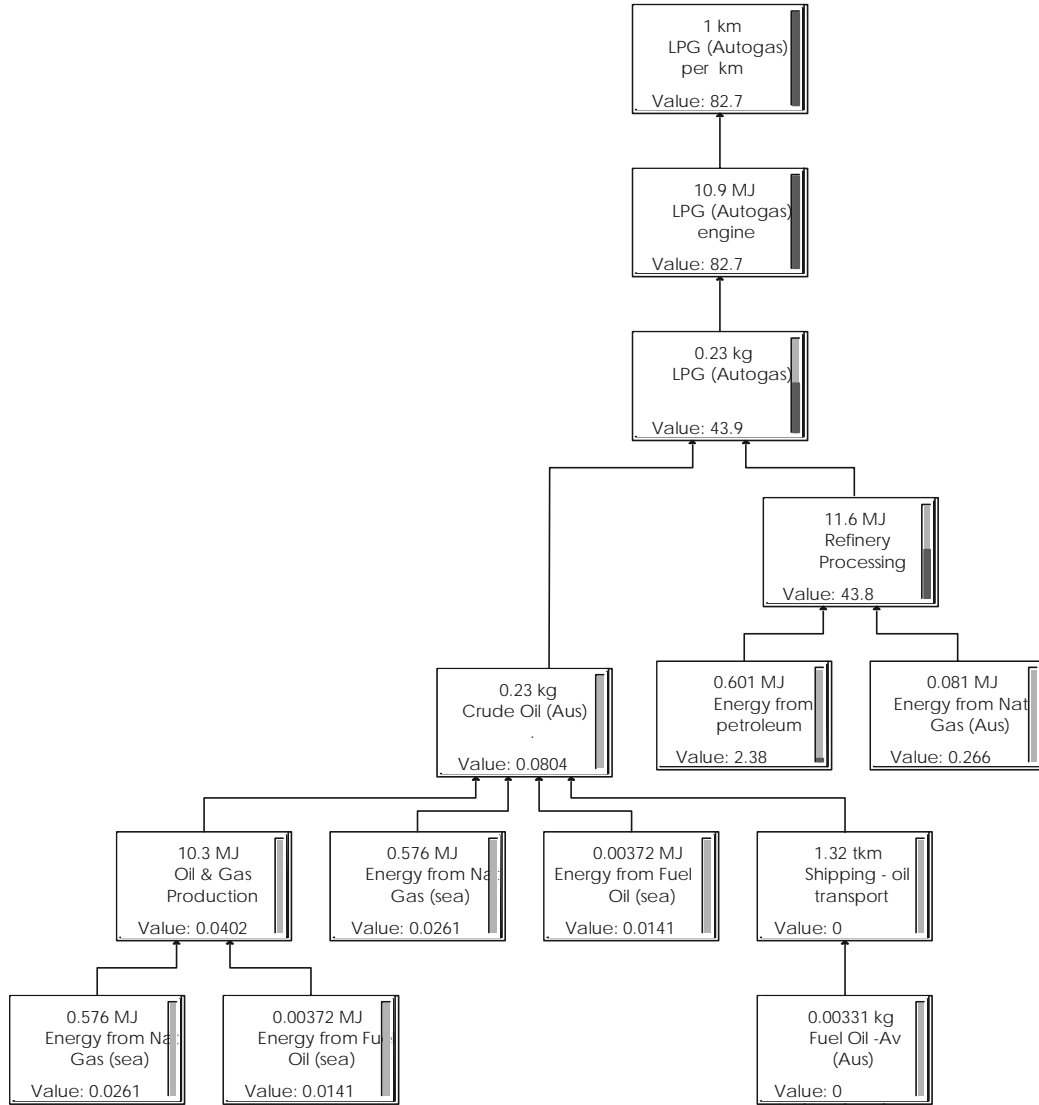 1 km
LPG (Autogas)
per km
Value: 82.7
10.9 MJ
LPG (Autogas)
engine
Value: 82.7
0.23 kg
LPG (Autogas)
Value: 43.9
11.6 MJ
Refinery
Processing
Value: 43.8
0.23 kg
Crude Oil (Aus)
.
Value: 0.0804
0.601 MJ
Energy from
petroleum
Value: 2.38
0.081 MJ
Energy from Nat
Gas (Aus)
Value: 0.266
10.3 MJ
Oil & Gas
Production
Value: 0.0402
0.576 MJ
Energy from Nat
Gas (sea)
Value: 0.0261
0.00372 MJ
Energy from Fuel
Oil (sea)
Value: 0.0141
1.32 tkm
Shipping - oil
transport
Value: 0
0.576 MJ
Energy from Nat
Gas (sea)
Value: 0.0261
0.00372 MJ
Energy from Fuel
Oil (sea)
Value: 0.0141
0.00331 kg
Fuel Oil -Av
(Aus)
Value: 0